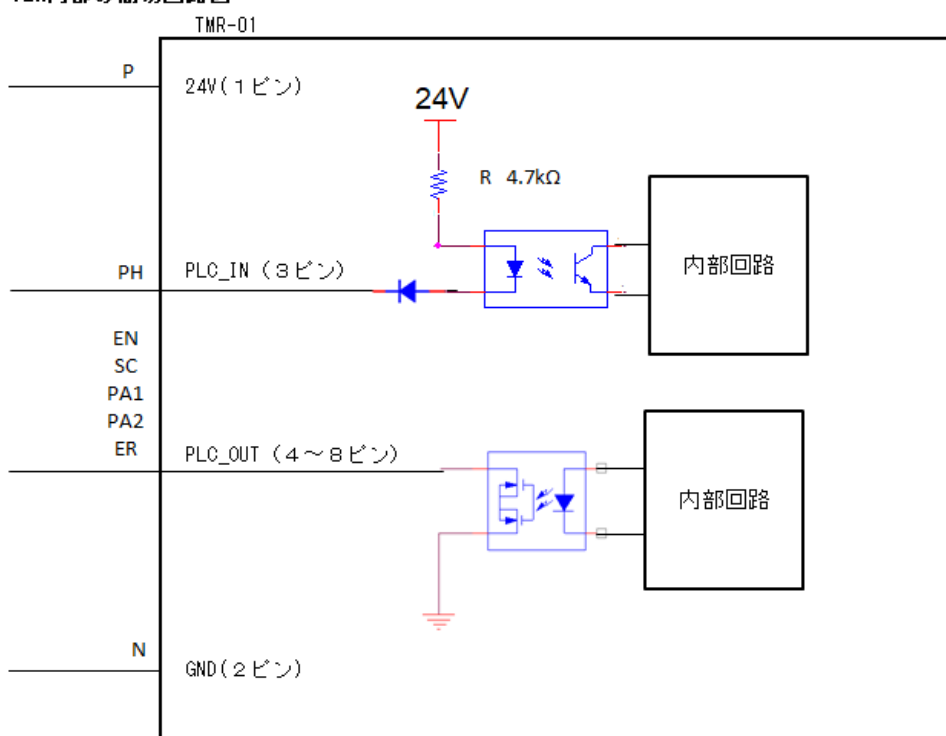 TMR-01
P
24V(1ピン)
24V
R 4.7kΩ
内部回路
PH
PLC_IN (3ピン)
EN
SC
PA1
PA2
ER
PLC_OUT (4～8ピン)
内部回路
N
GND(2ピン)